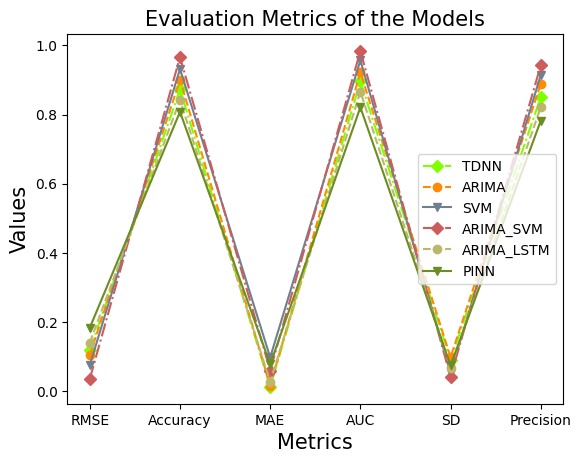 Evaluation Metrics of the Models
Values
1.0
0.8
0.6
0.4
0.2
0.0
TDNN
ARIMA
SVM
ARIMA_SVM
ARIMA_LSTM
PINN
RMSE Accuracy MAE AUC SD Precision
Metrics